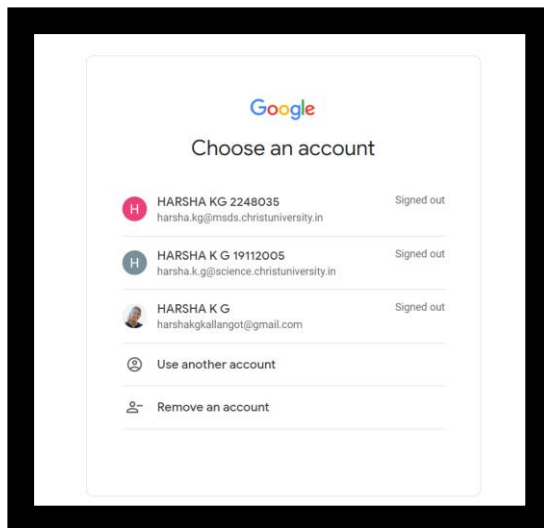 Google
Choose an account
H
HARSHA KG 2248035
Signed out
harsha.kg@msds.christuniversity.in
H
HARSHA K G 19112005
Signed out
harsha.k.g@science.christuniversity.in
HARSHA K G
Signed out
harshakgkallangot@gmail.com
Use another account
Remove an account